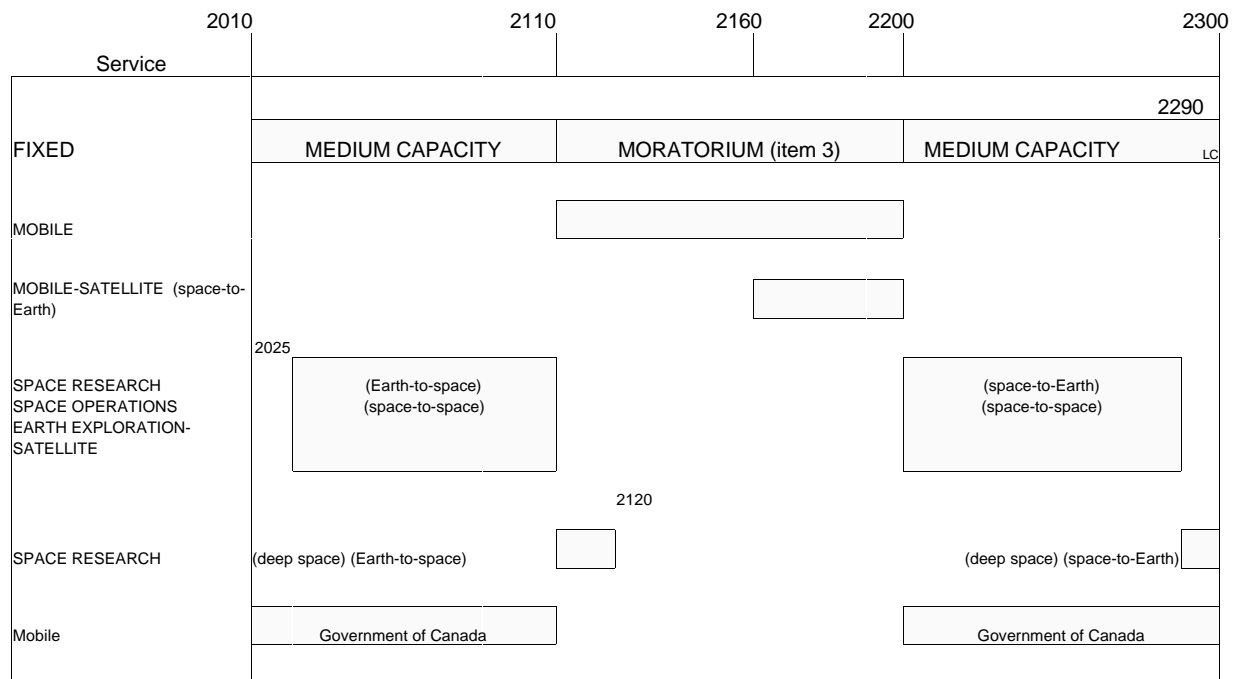 2010 2110 2160 2200 2300
Service
2290
FIXED MEDIUM CAPACITY MORATORIUM (item 3) MEDIUM CAPACITY LC
MOBILE
MOBILE-SATELLITE (space-to-
Earth)
2025
SPACE RESEARCH (Earth-to-space) (space-to-Earth)
SPACE OPERATIONS (space-to-space) (space-to-space)
EARTH EXPLORATION-
SATELLITE
2120
SPACE RESEARCH (deep space) (Earth-to-space) (deep space) (space-to-Earth)
Mobile Government of Canada Government of Canada